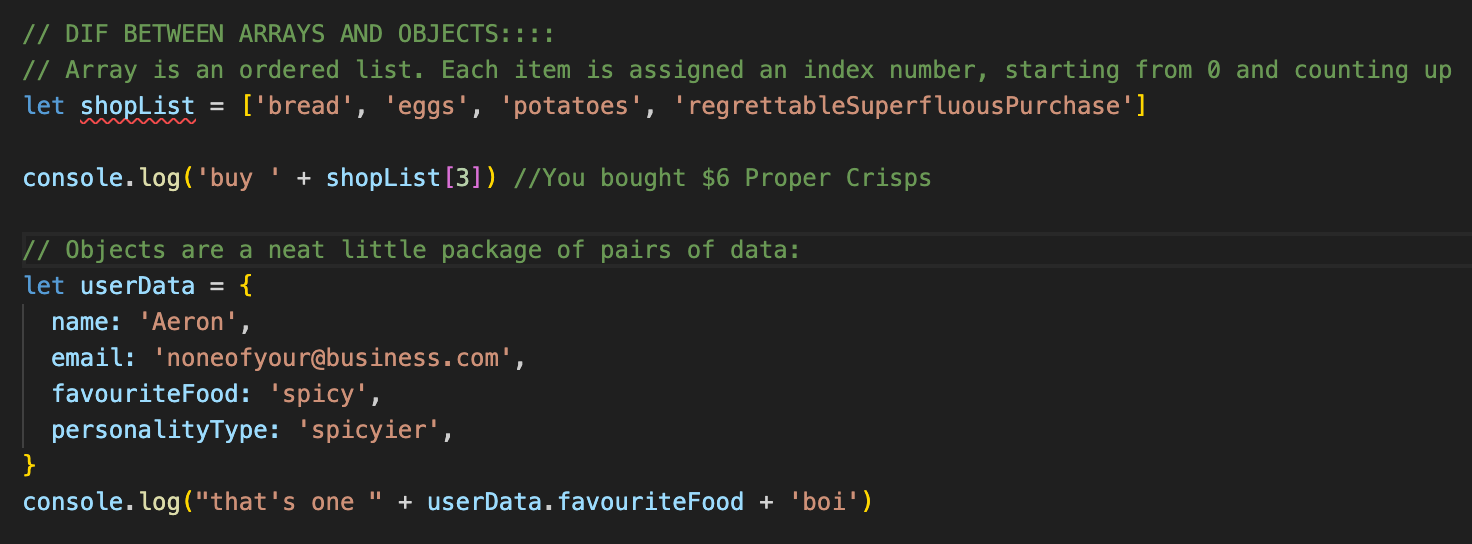 // DIF BETWEEN ARRAYS AND OBJECTS::::
// Array is an ordered list. Each item is assigned an index number, starting from 0 and counting up
let shopList = ['bread', 'eggs', 'potatoes', 'regrettableSuperfluousPurchase']
console.log('buy ' + shopList[3]) //You bought $6 Proper Crisps
// Objects are a neat little package of pairs of data:
let userData = {
  name: 'Aeron',
  email: 'noneofyour@business.com',
  favouriteFood: 'spicy',
  personalityType: 'spicyier',
}
console.log("that's one " + userData.favouriteFood + 'boi')